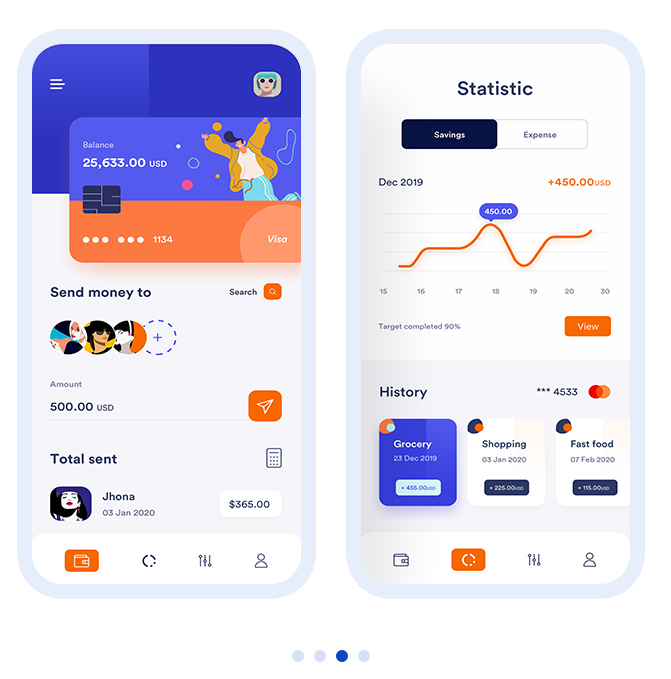 Balance
25,633.00 USD
1134
Visa
Send money to
Search
+
Amount
500.00 USD
Total sent
Jhona
03 Jan 2020
$365.00
Statistic
Savings
Expense
Dec 2019
+450.00USD
450.00
15 16 17 18 19 20 30
Target completed 90%
View
History
*** 4533
Grocery
23 Dec 2019
+ 455.00USD
Shopping
03 Jan 2020
+ 225.00USD
Fast food
07 Feb 2020
+ 115.00USD